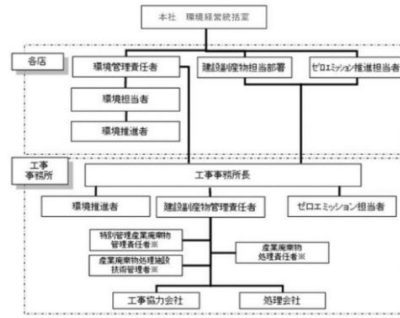 本社 環境経営統括室
各店
環境管理責任者
建設副産物担当部署
ゼロエミッション推進担当者
環境担当者
環境推進者
工事
事務所
工事事務所長
環境推進者
建設副産物管理責任者
ゼロエミッション担当者
特別管理産業廃棄物
管理責任者※
産業廃棄物
処理責任者※
産業廃棄物処理施設
技術管理者※
工事協力会社
処理会社